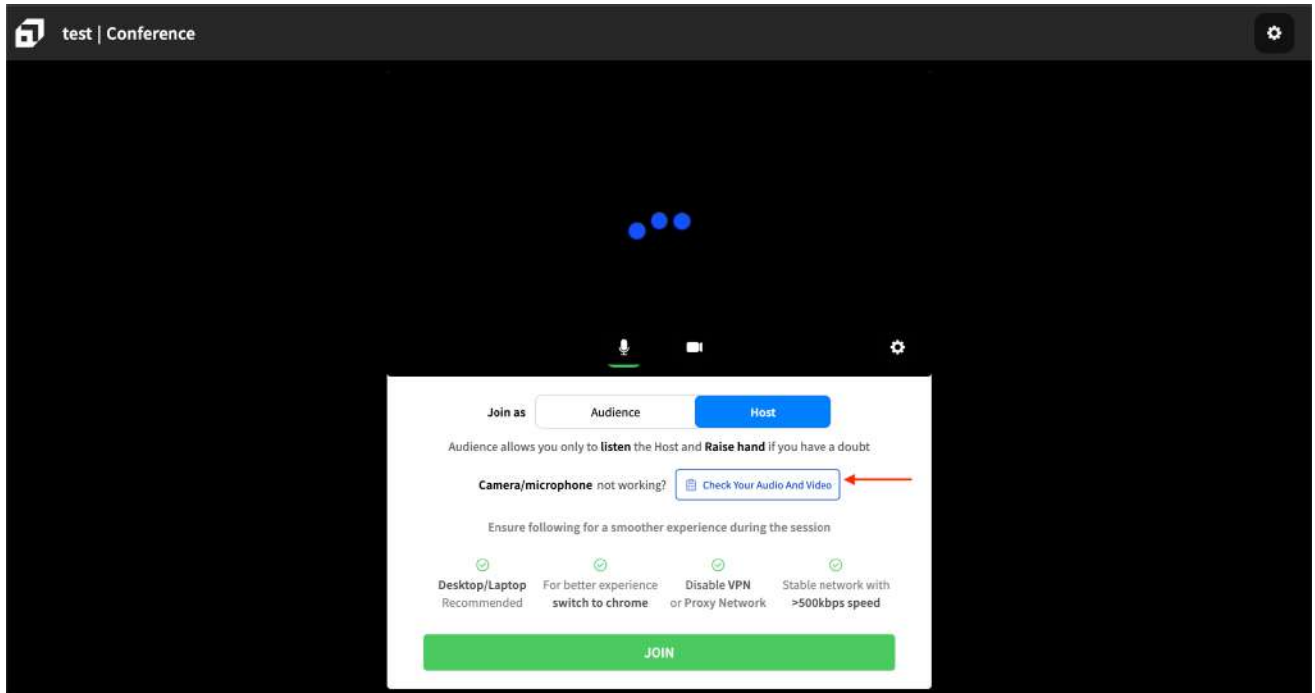 test | Conference
Join as Audience Host
Audience allows you only to listen the Host and Raise hand if you have a doubt
Camera/microphone not working? Check Your Audio And Video
Ensure following for a smoother experience during the session
Desktop/Laptop
Recommended
For better experience
switch to chrome
Disable VPN
or Proxy Network
Stable network with
>500kbps speed
JOIN